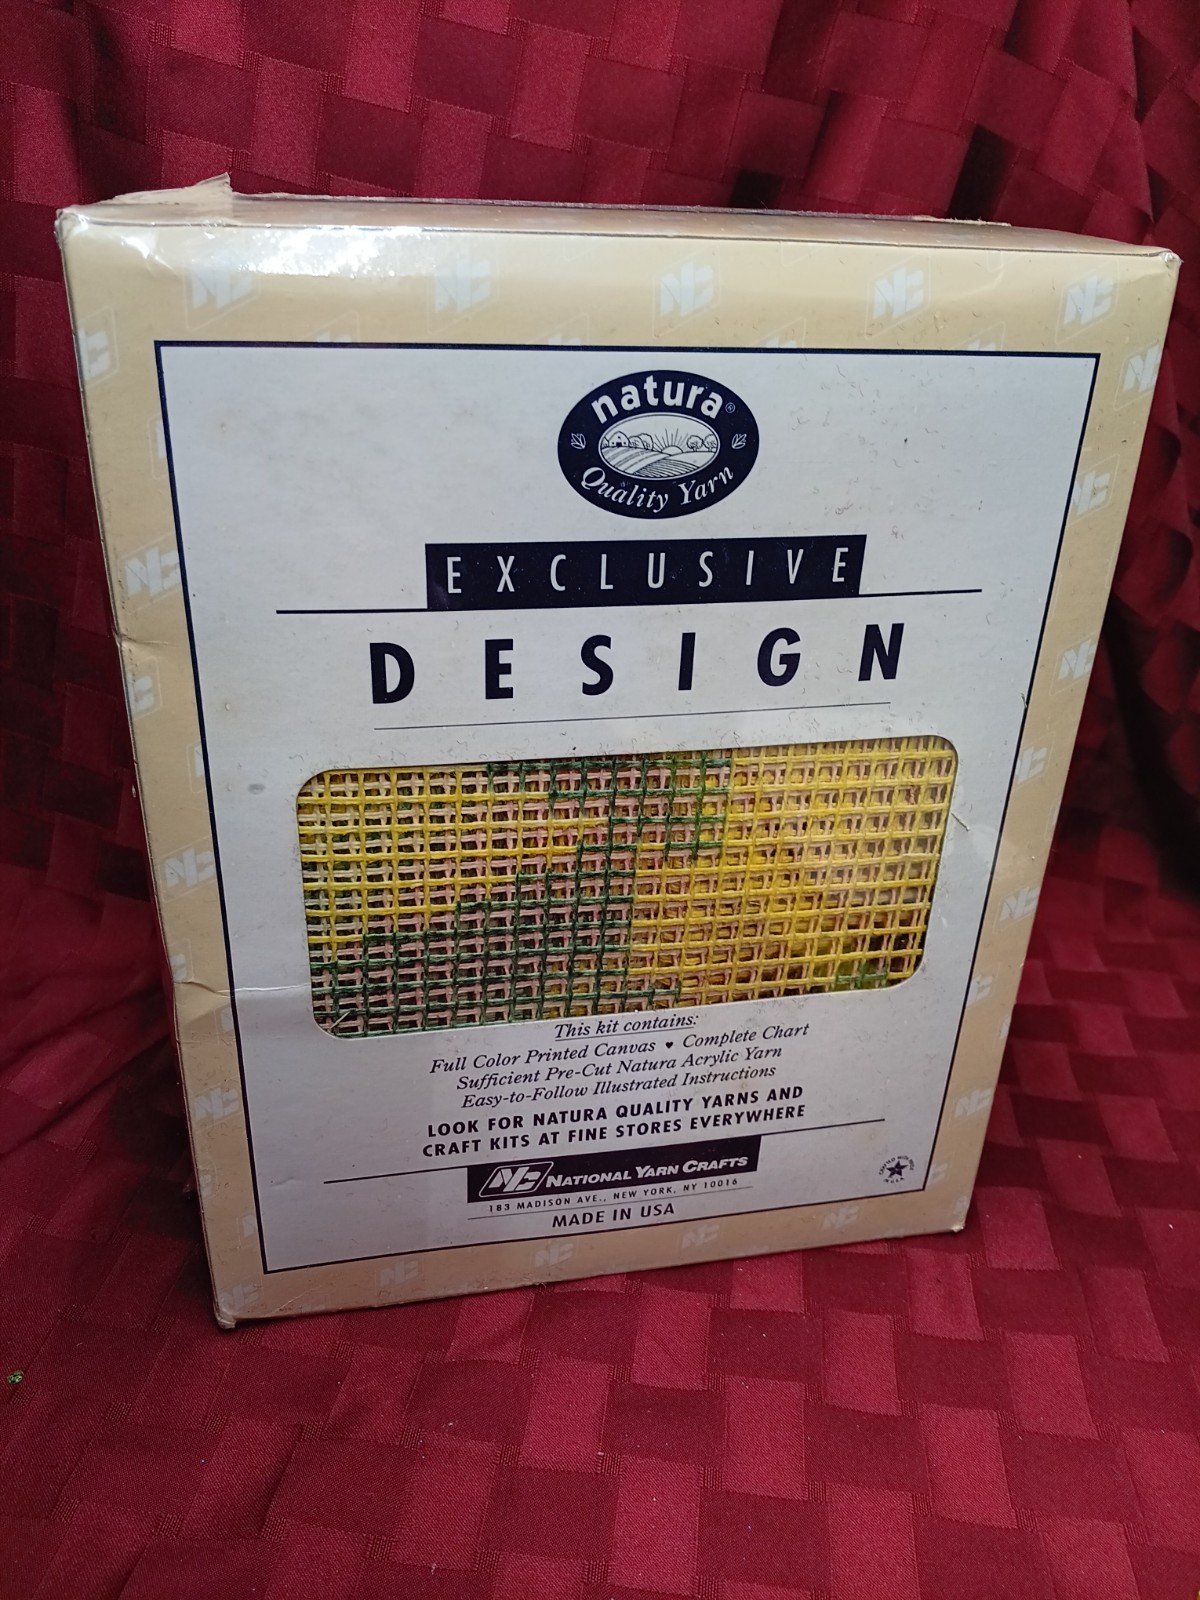 natura®
Quality Yarn
EXCLUSIVE
DESIGN
This kit contains:
Full Color Printed Canvas ♥ Complete Chart
Sufficient Pre-Cut Natura Acrylic Yarn
Easy-to-Follow Illustrated Instructions
LOOK FOR NATURA QUALITY YARNS AND
CRAFT KITS AT FINE STORES EVERYWHERE
NC NATIONAL YARN CRAFTS
183 MADISON AVE., NEW YORK, NY 10016
MADE IN USA